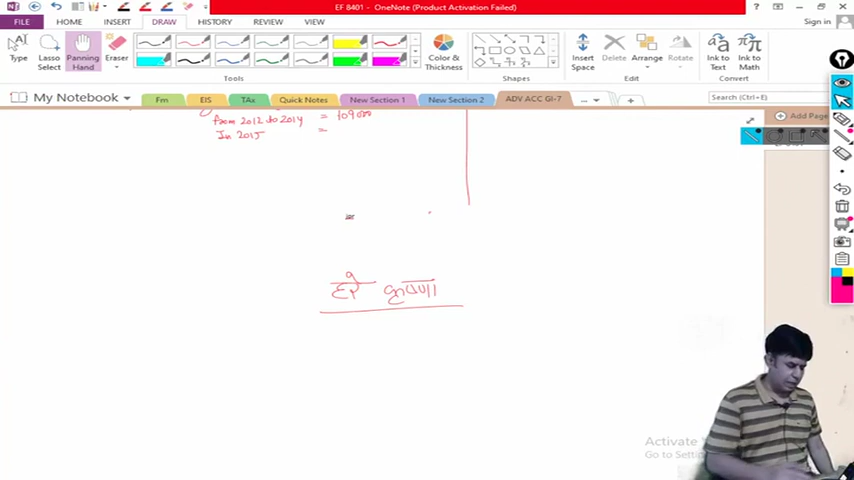 EF 8401 - OneNote (Product Activation Failed)
FILE HOME INSERT DRAW HISTORY REVIEW VIEW Sign in
Type Lasso Select Panning Hand Eraser Color & Thickness Insert Space Delete Arrange Rotate Ink to Text Ink to Math
Tools Shapes Edit Convert
My Notebook Fm EIS TAx Quick Notes New Section 1 New Section 2 ADV ACC GI-7 Search (Ctrl+E)
Add Page
from 2012 to 2014 = 109000
In 2015 =
Activate
Go to Setti